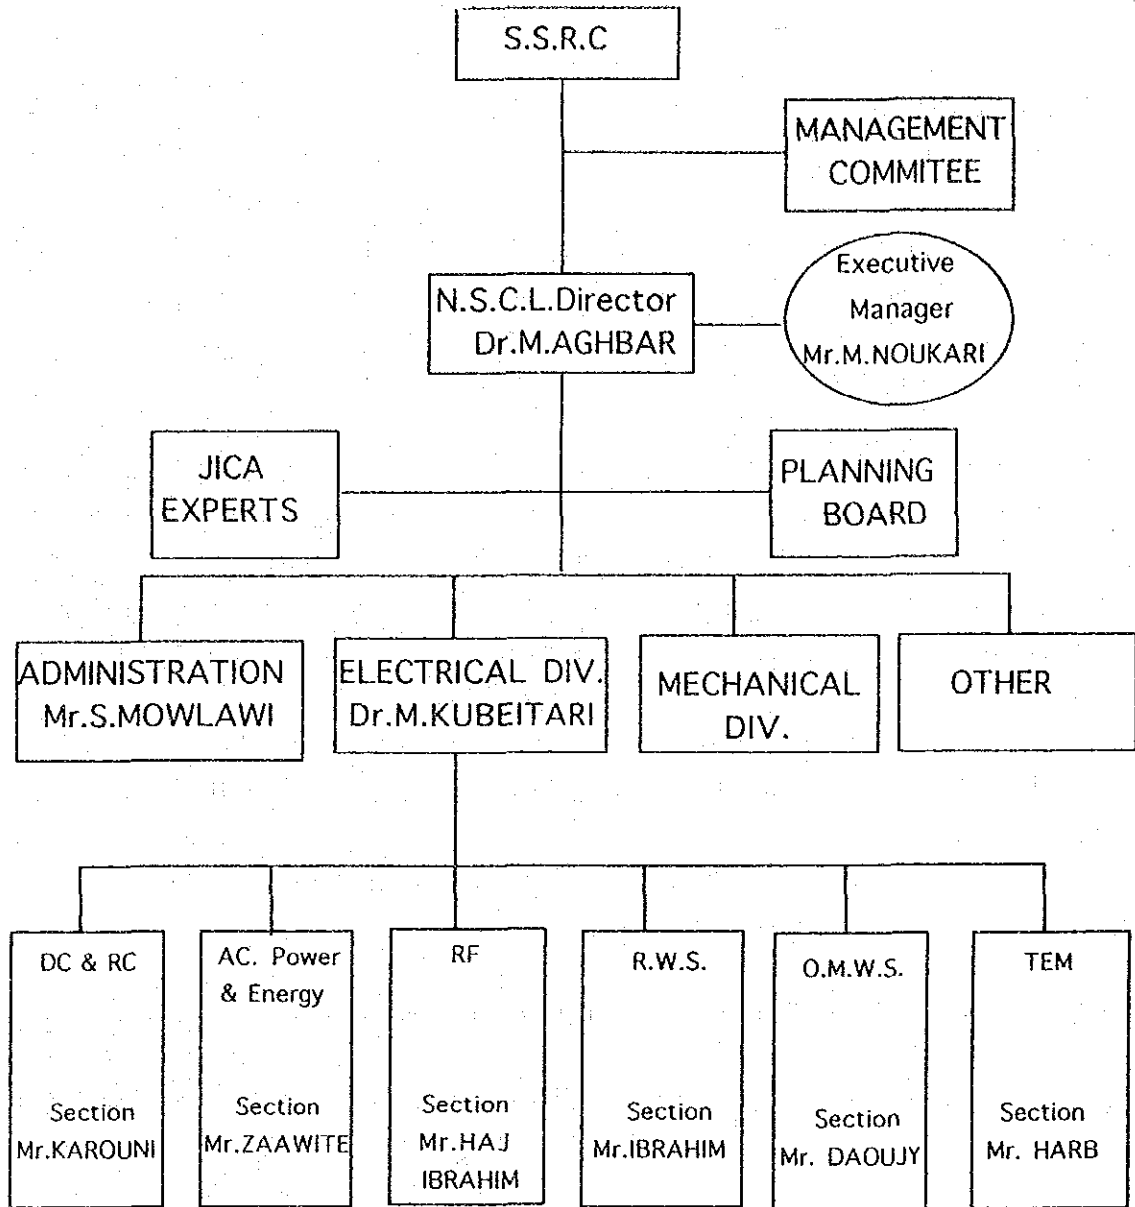 S.S.R.C
MANAGEMENT
COMMITEE
N.S.C.L.Director
Dr.M.AGHBAR
Executive
Manager
Mr.M.NOUKARI
JICA
EXPERTS
PLANNING
BOARD
ADMINISTRATION
Mr.S.MOWLAWI
ELECTRICAL DIV.
Dr.M.KUBEITARI
MECHANICAL
DIV.
OTHER
DC & RC
Section
Mr.KAROUNI
AC. Power
& Energy
Section
Mr.ZAAWITE
RF
Section
Mr.HAJ
IBRAHIM
R.W.S.
Section
Mr.IBRAHIM
O.M.W.S.
Section
Mr. DAOUJY
TEM
Section
Mr. HARB